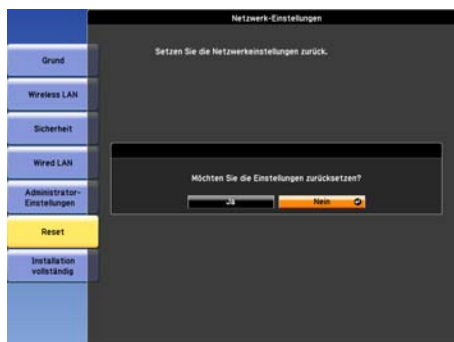 Netzwerk-Einstellungen
Setzen Sie die Netzwerkeinstellungen zurück.
Grund
Wireless LAN
Sicherheit
Wired LAN
Administrator-
Einstellungen
Reset
Installation
vollständig
Möchten Sie die Einstellungen zurücksetzen?
Ja
Nein